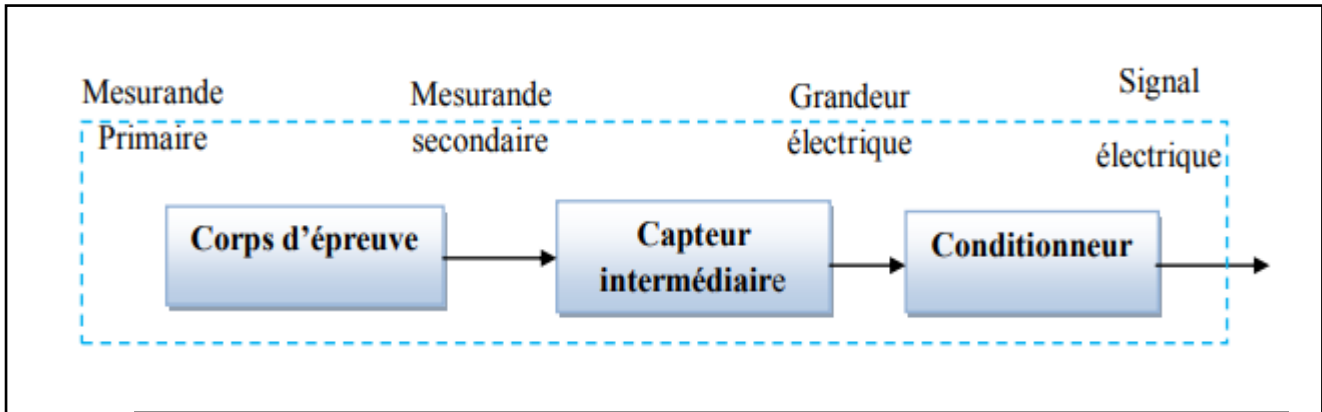 Mesurande
Primaire
Mesurande
secondaire
Grandeur
électrique
Signal
électrique
Corps d'épreuve
Capteur
intermédiaire
Conditionneur